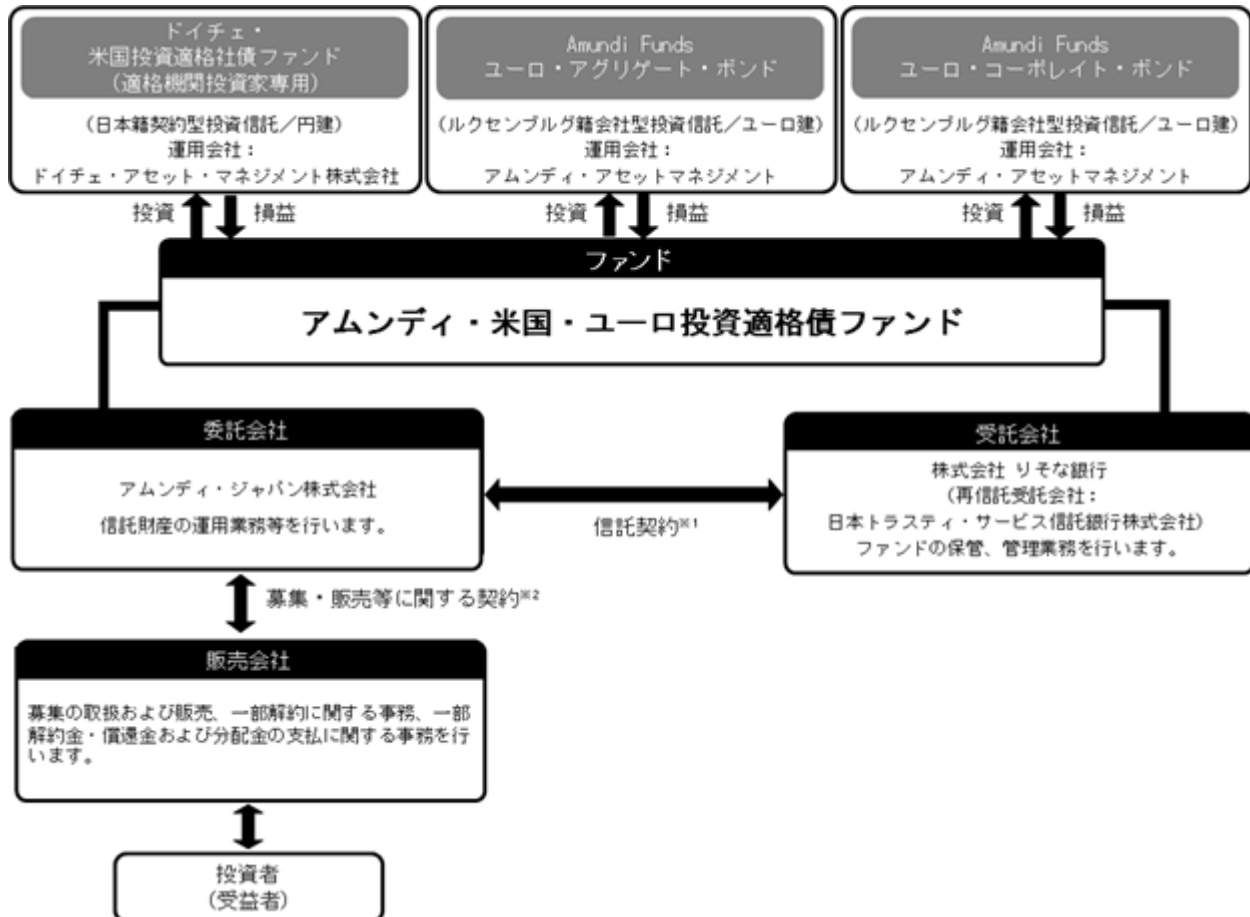 ドイチェ・
米国投資適格社債ファンド
(適格機関投資家専用)
(日本籍契約型投資信託／円建)
運用会社：
ドイチェ・アセット・マネジメント株式会社
Amundi Funds
ユーロ・アグリゲート・ボンド
(ルクセンブルグ籍会社型投資信託／ユーロ建)
運用会社：
アムンディ・アセットマネジメント
Amundi Funds
ユーロ・コーポレイト・ボンド
(ルクセンブルグ籍会社型投資信託／ユーロ建)
運用会社：
アムンディ・アセットマネジメント
投資 損益
投資 損益
投資 損益
ファンド
アムンディ・米国・ユーロ投資適格債ファンド
委託会社
アムンディ・ジャパン株式会社
信託財産の運用業務等を行います。
信託契約※1
受託会社
株式会社 りそな銀行
(再信託受託会社：
日本トラスティ・サービス信託銀行株式会社)
ファンドの保管、管理業務を行います。
募集・販売等に関する契約※2
販売会社
募集の取扱および販売、一部解約に関する事務、一部
解約金・償還金および分配金の支払に関する事務を行
います。
投資者
(受益者)